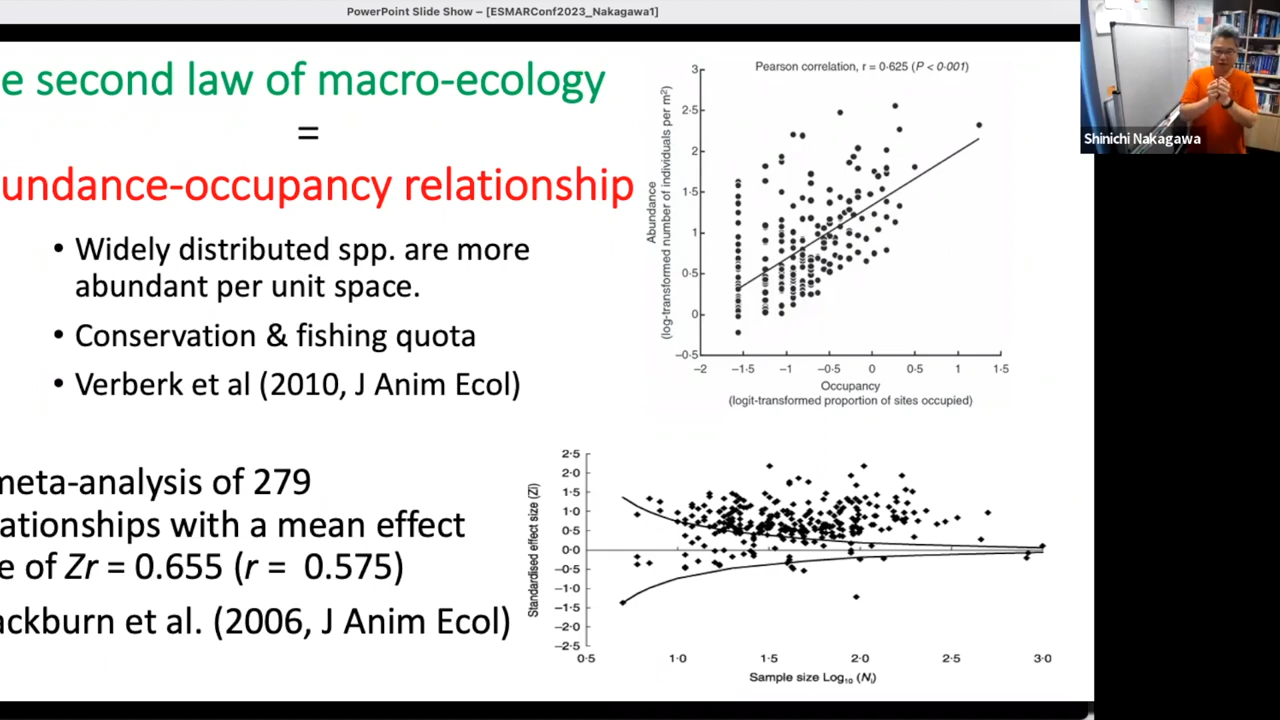 PowerPoint Slide Show – [ESMARConf2023_Nakagawa1]
e second law of macro-ecology
=
undance-occupancy relationship
• Widely distributed spp. are more
abundant per unit space.
• Conservation & fishing quota
• Verberk et al (2010, J Anim Ecol)
meta-analysis of 279
ationships with a mean effect
e of Zr = 0.655 (r = 0.575)
ackburn et al. (2006, J Anim Ecol)
Pearson correlation, r = 0·625 (P < 0·001)
Abundance
(log-transformed number of individuals per m²)
3
2·5
2
1·5
1
0·5
0
−0·5
−2 −1·5 −1 −0·5 0 0·5 1 1·5
Occupancy
(logit-transformed proportion of sites occupied)
Standardised effect size (Zi)
2·5
2·0
1·5
1·0
0·5
0·0
−0·5
−1·0
−1·5
−2·0
−2·5
0·5 1·0 1·5 2·0 2·5 3·0
Sample size Log₁₀ (Nᵢ)
Shinichi Nakagawa